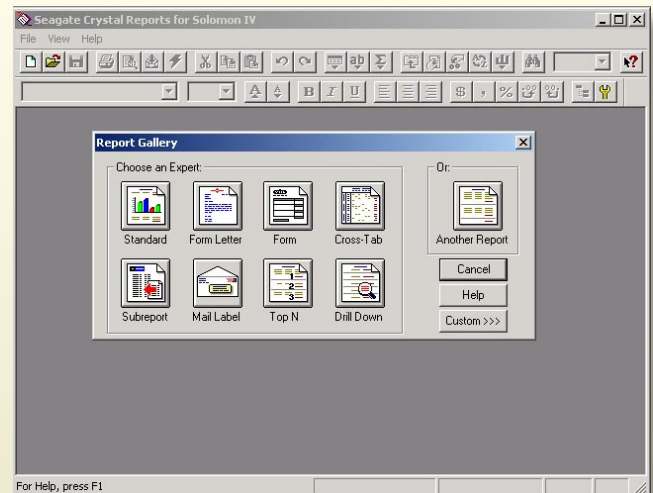 Seagate Crystal Reports for Solomon IV
File View Help
B I U $ , %
Report Gallery
Choose an Expert:
Or:
Standard Form Letter Form Cross-Tab Another Report
Subreport Mail Label Top N Drill Down
Cancel
Help
Custom >>>
For Help, press F1